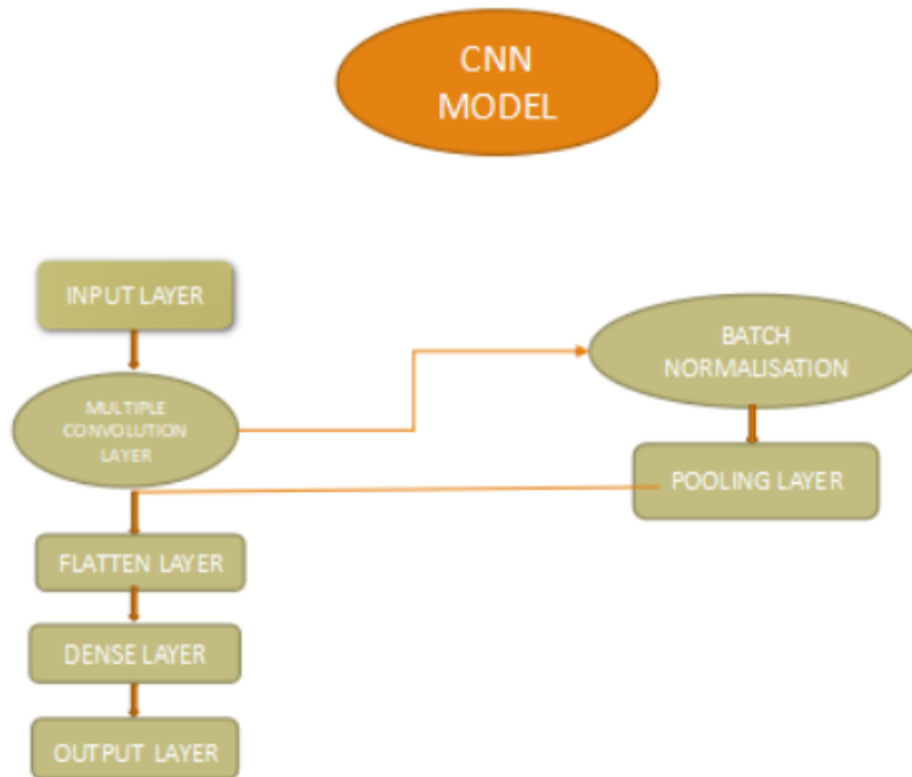 CNN
MODEL
INPUT LAYER
MULTIPLE
CONVOLUTION
LAYER
BATCH
NORMALISATION
POOLING LAYER
FLATTEN LAYER
DENSE LAYER
OUTPUT LAYER